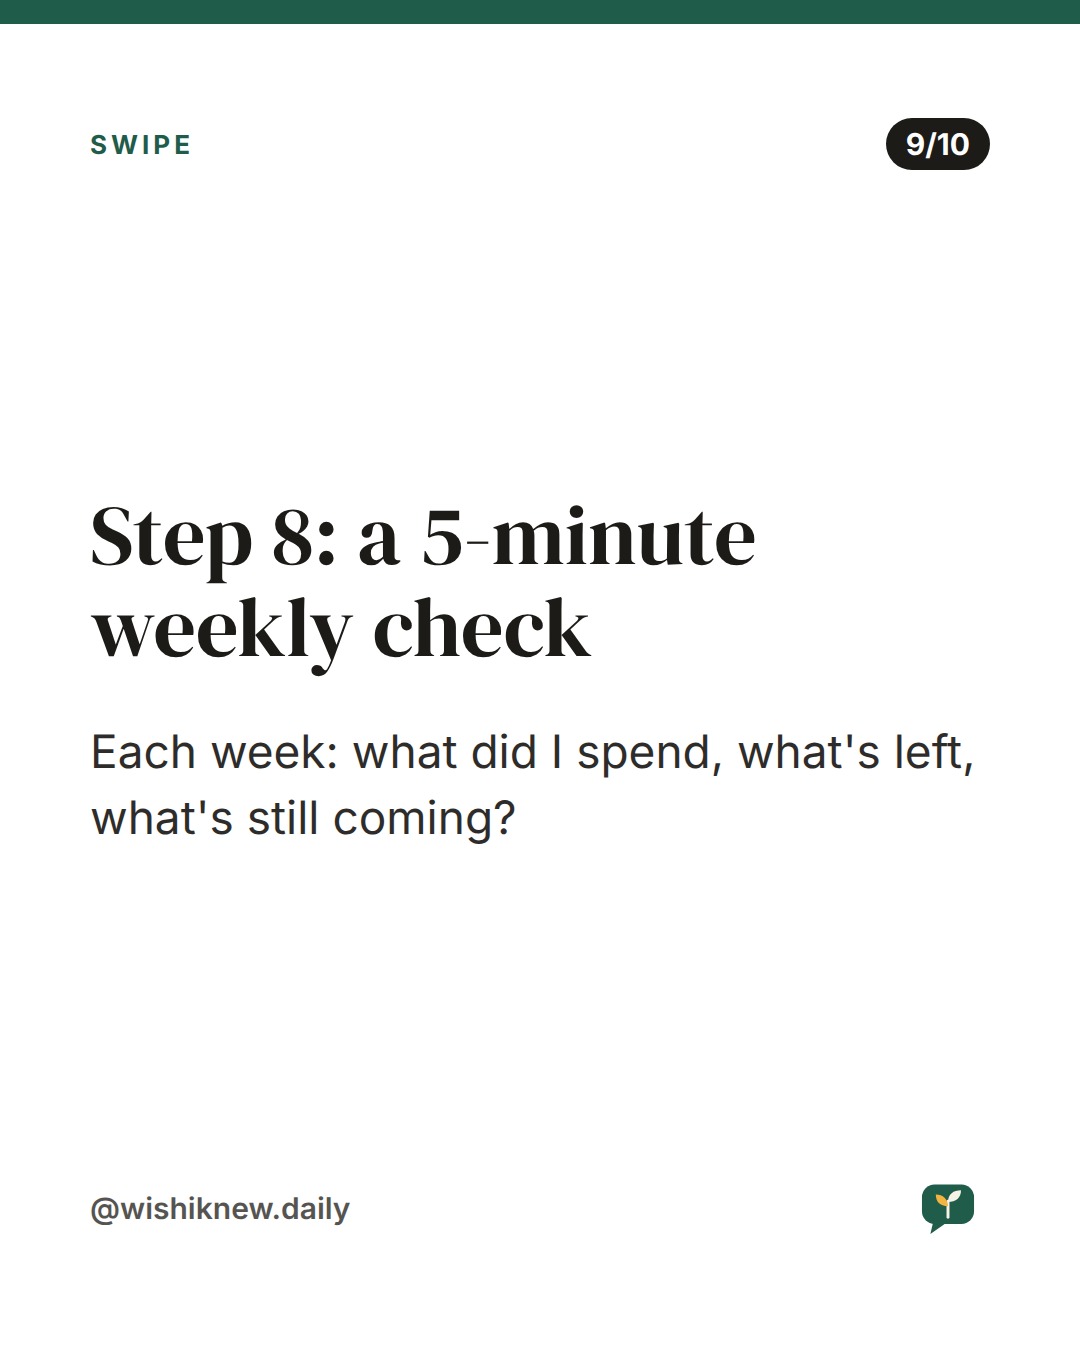 SWIPE
9/10
Step 8: a 5-minute
weekly check
Each week: what did I spend, what's left,
what's still coming?
@wishiknew.daily